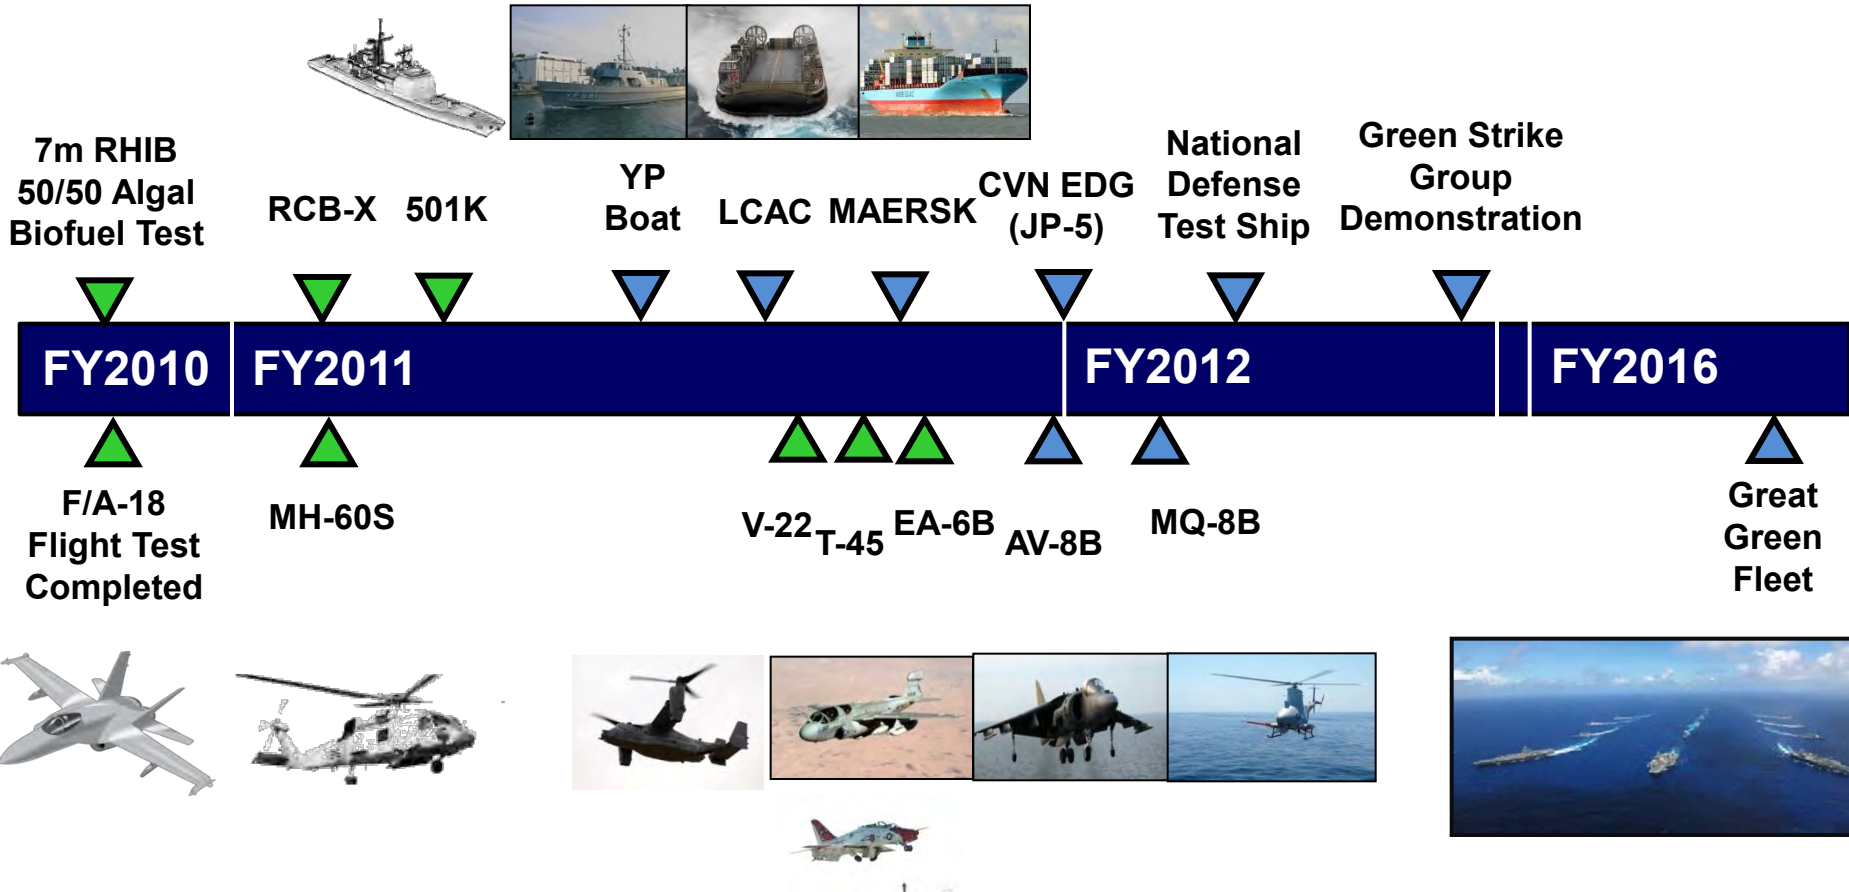 7m RHIB
50/50 Algal
Biofuel Test
RCB-X
501K
YP
Boat
LCAC
MAERSK
CVN EDG
(JP-5)
National
Defense
Test Ship
Green Strike
Group
Demonstration
FY2010
FY2011
FY2012
FY2016
F/A-18
Flight Test
Completed
MH-60S
V-22
T-45
EA-6B
AV-8B
MQ-8B
Great
Green
Fleet